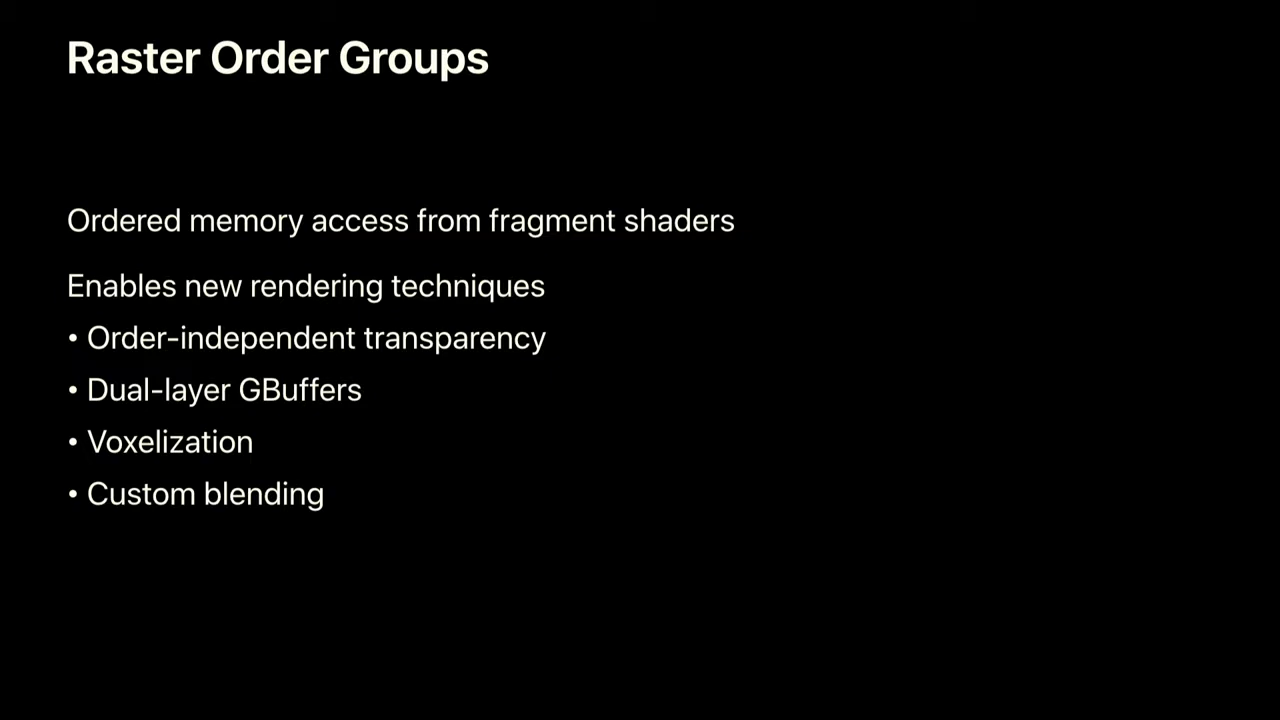 Raster Order Groups
Ordered memory access from fragment shaders
Enables new rendering techniques
• Order-independent transparency
• Dual-layer GBuffers
• Voxelization
• Custom blending